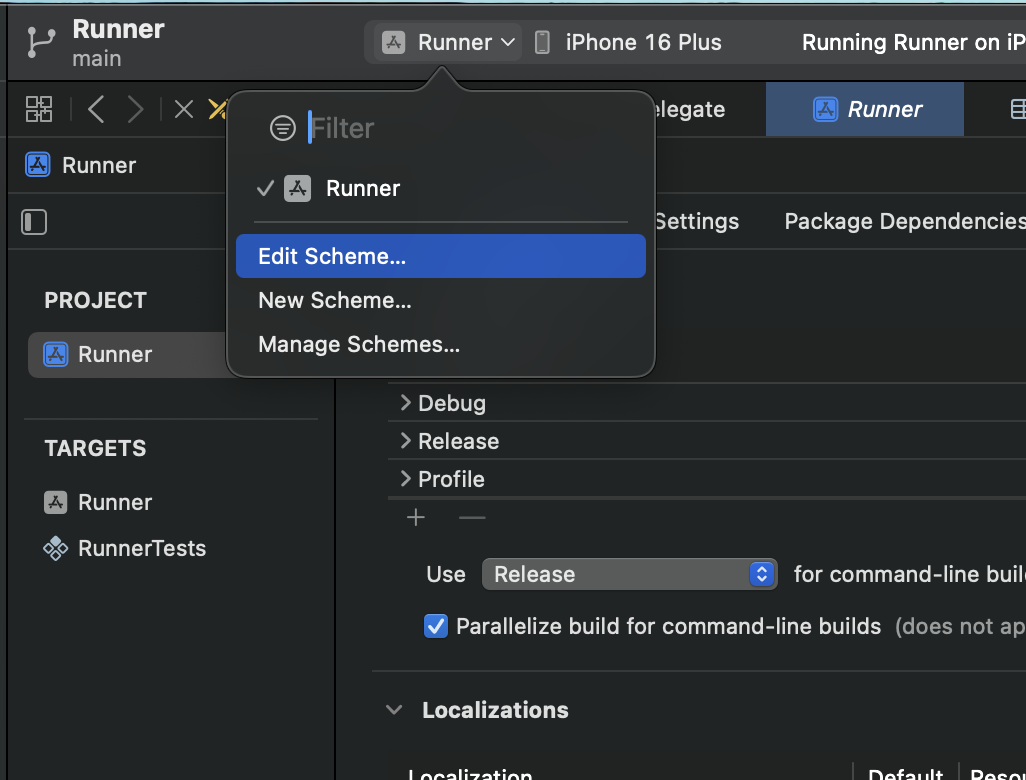 Runner
main
Runner
iPhone 16 Plus
Running Runner on iP
elegate
Runner
Filter
Runner
Runner
Edit Scheme...
New Scheme...
Manage Schemes...
Settings
Package Dependencies
PROJECT
Runner
TARGETS
Runner
RunnerTests
Debug
Release
Profile
Use Release for command-line buil
Parallelize build for command-line builds (does not ap
Localizations
Localization Default Resou